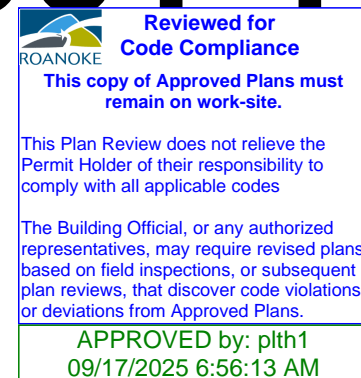 Reviewed for
Code Compliance
ROANOKE
This copy of Approved Plans must
remain on work-site.
This Plan Review does not relieve the
Permit Holder of their responsibility to
comply with all applicable codes
The Building Official, or any authorized
representatives, may require revised plans
based on field inspections, or subsequent
plan reviews, that discover code violations
or deviations from Approved Plans.
APPROVED by: plth1
09/17/2025 6:56:13 AM